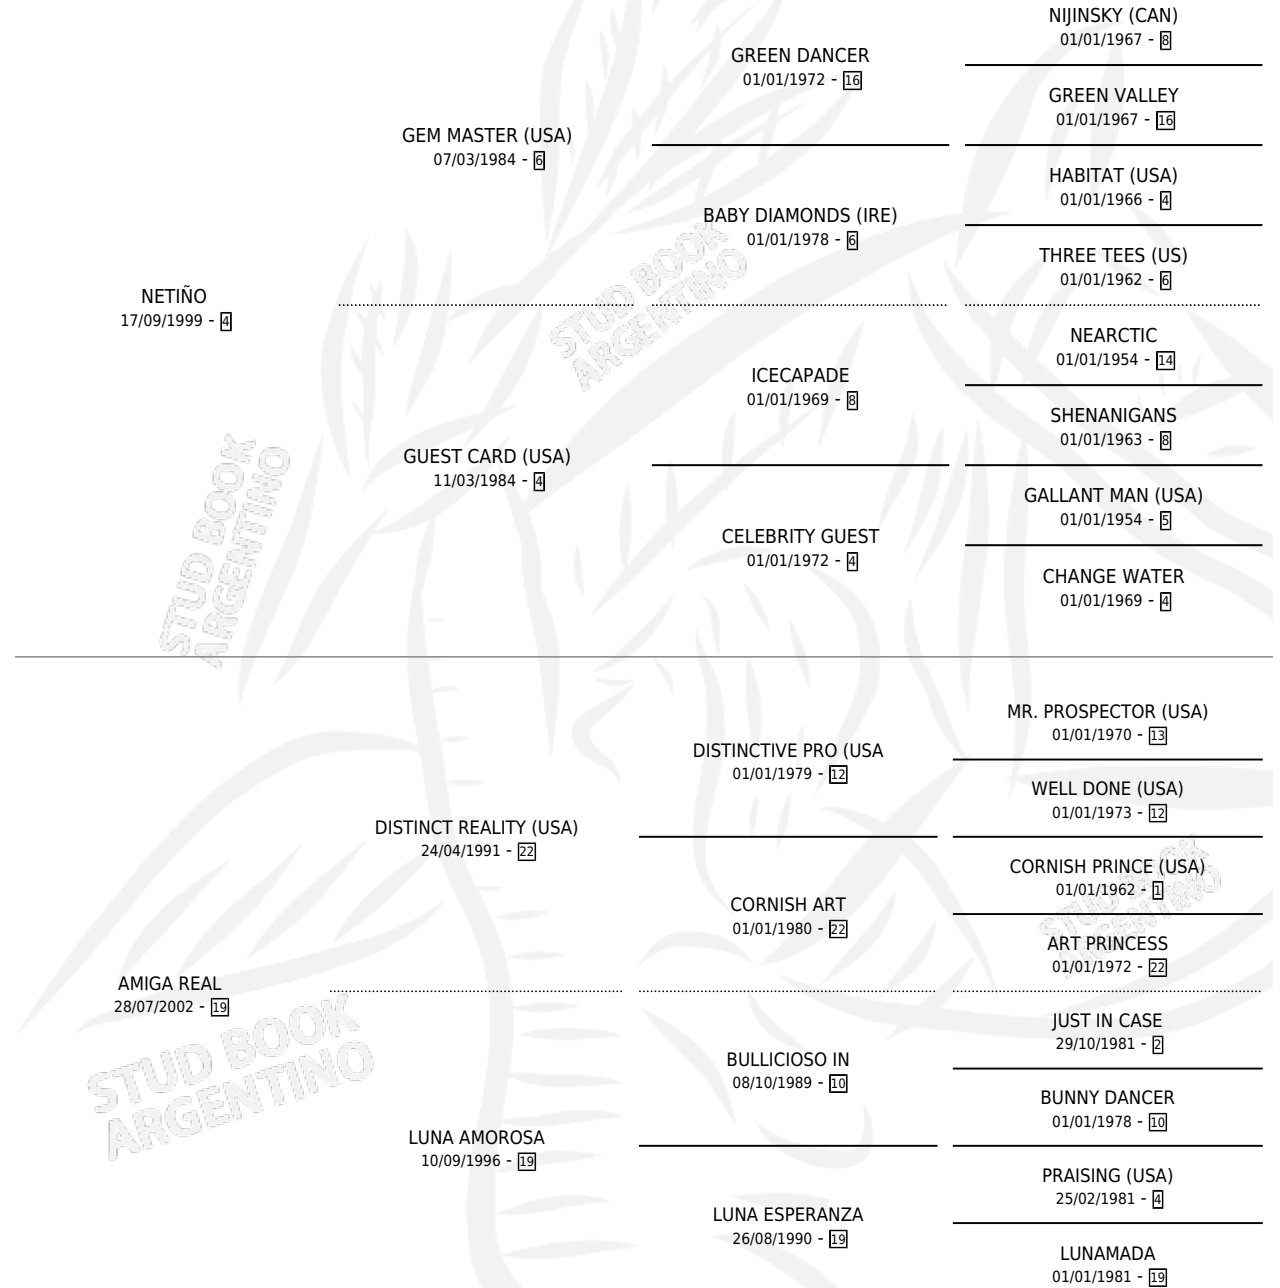 NIJINSKY (CAN)
01/01/1967 - 8
GREEN DANCER
01/01/1972 - 16
GREEN VALLEY
01/01/1967 - 16
GEM MASTER (USA)
07/03/1984 - 6
HABITAT (USA)
01/01/1966 - 4
BABY DIAMONDS (IRE)
01/01/1978 - 6
THREE TEES (US)
01/01/1962 - 6
NETIÑO
17/09/1999 - 4
NEARCTIC
01/01/1954 - 14
ICECAPADE
01/01/1969 - 8
SHENANIGANS
01/01/1963 - 8
GUEST CARD (USA)
11/03/1984 - 4
GALLANT MAN (USA)
01/01/1954 - 5
CELEBRITY GUEST
01/01/1972 - 4
CHANGE WATER
01/01/1969 - 4
STUD BOOK
ARGENTINO
STUD BOOK
ARGENTINO
MR. PROSPECTOR (USA)
01/01/1970 - 13
DISTINCTIVE PRO (USA
01/01/1979 - 12
WELL DONE (USA)
01/01/1973 - 12
DISTINCT REALITY (USA)
24/04/1991 - 22
CORNISH PRINCE (USA)
01/01/1962 - 1
CORNISH ART
01/01/1980 - 22
ART PRINCESS
01/01/1972 - 22
STUD BOOK
ARGENTINO
AMIGA REAL
28/07/2002 - 19
JUST IN CASE
29/10/1981 - 2
BULLICIOSO IN
08/10/1989 - 10
BUNNY DANCER
01/01/1978 - 10
LUNA AMOROSA
10/09/1996 - 19
PRAISING (USA)
25/02/1981 - 4
LUNA ESPERANZA
26/08/1990 - 19
LUNAMADA
01/01/1981 - 19
STUD BOOK
ARGENTINO